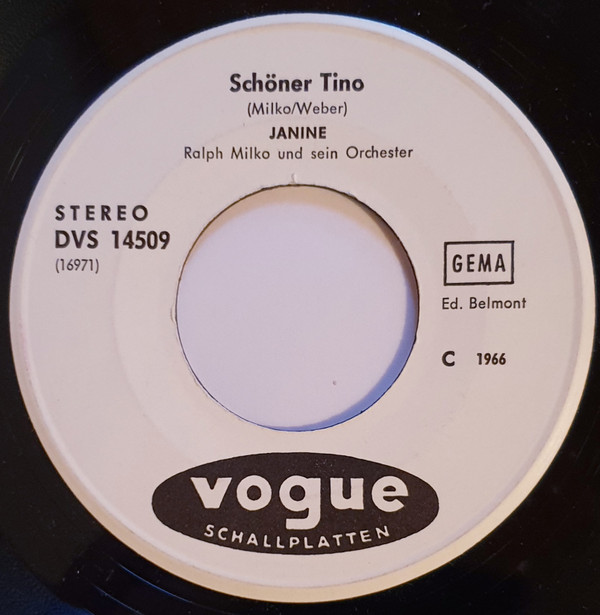 Schöner Tino
(Milko/Weber)
JANINE
Ralph Milko und sein Orchester
STEREO
DVS 14509
(16971)
GEMA
Ed. Belmont
C 1966
vogue
SCHALLPLATTEN